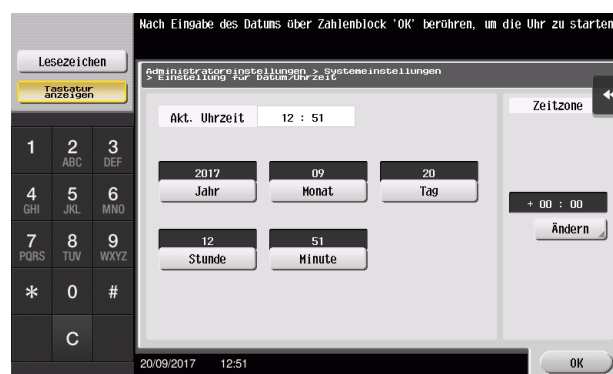 Nach Eingabe des Datums über Zahlenblock 'OK' berühren, um die Uhr zu starten
Lesezeichen
Tastatur
anzeigen
Administratoreinstellungen > Systemeinstellungen
> Einstellung für Datum/Uhrzeit
Akt. Uhrzeit 12 : 51
Zeitzone
2017 09 20
Jahr Monat Tag
+ 00 : 00
Ändern
12 51
Stunde Minute
1 2 3
ABC DEF
4 5 6
GHI JKL MNO
7 8 9
PQRS TUV WXYZ
* 0 #
C
20/09/2017 12:51
OK